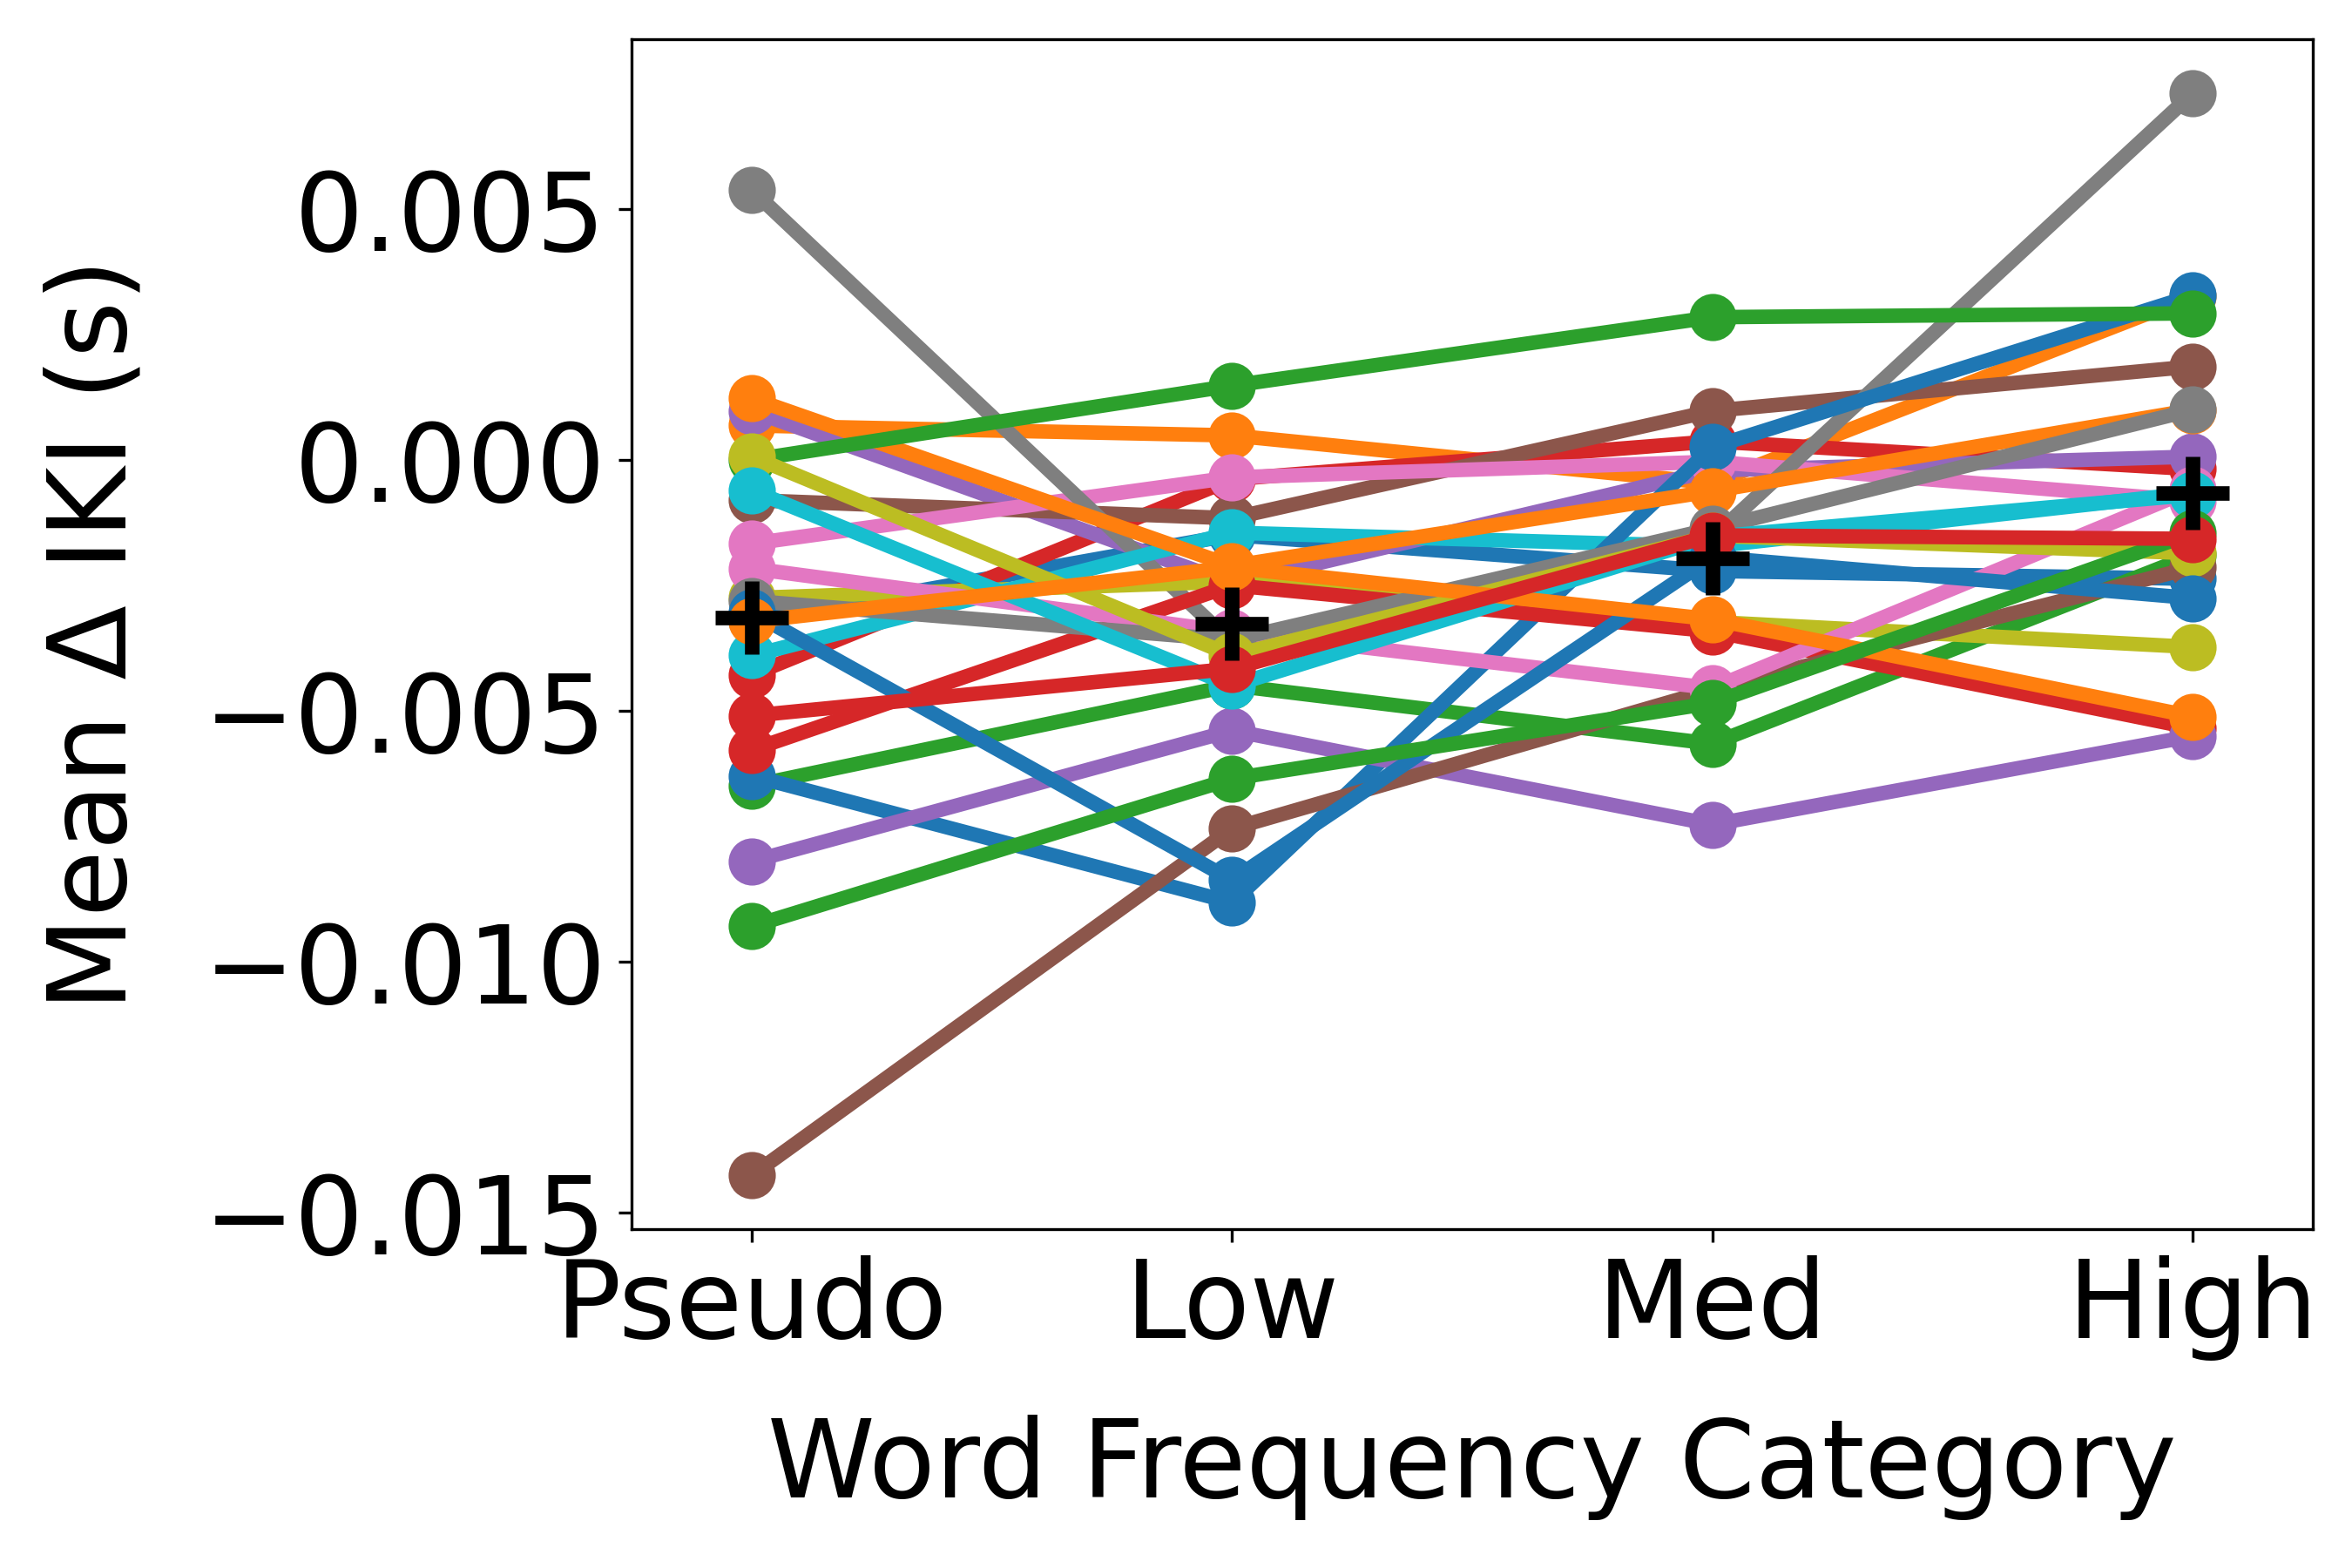 Mean Δ IKI (s)
0.005
0.000
−0.005
−0.010
−0.015
Pseudo Low Med High
Word Frequency Category